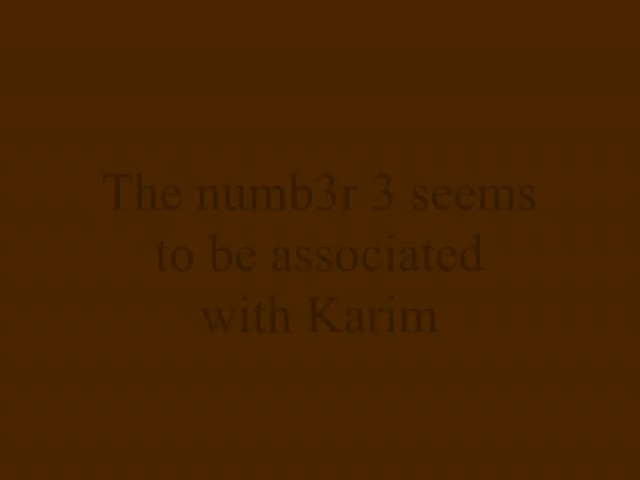 The numb3r 3 seems
to be associated
with Karim